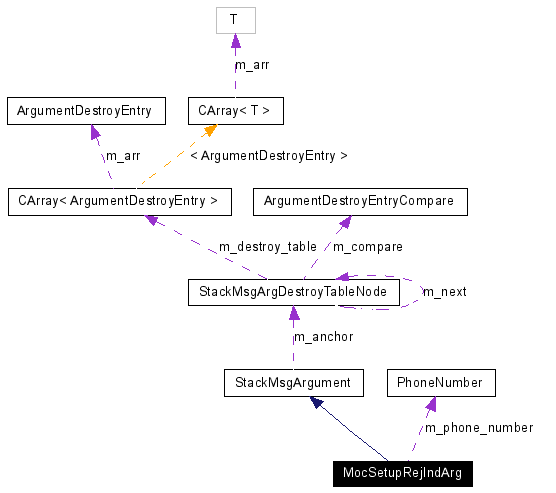 T
m_arr
ArgumentDestroyEntry
CArray< T >
m_arr
< ArgumentDestroyEntry >
CArray< ArgumentDestroyEntry >
ArgumentDestroyEntryCompare
m_destroy_table
m_compare
StackMsgArgDestroyTableNode
m_next
m_anchor
StackMsgArgument
PhoneNumber
m_phone_number
MocSetupRejIndArg